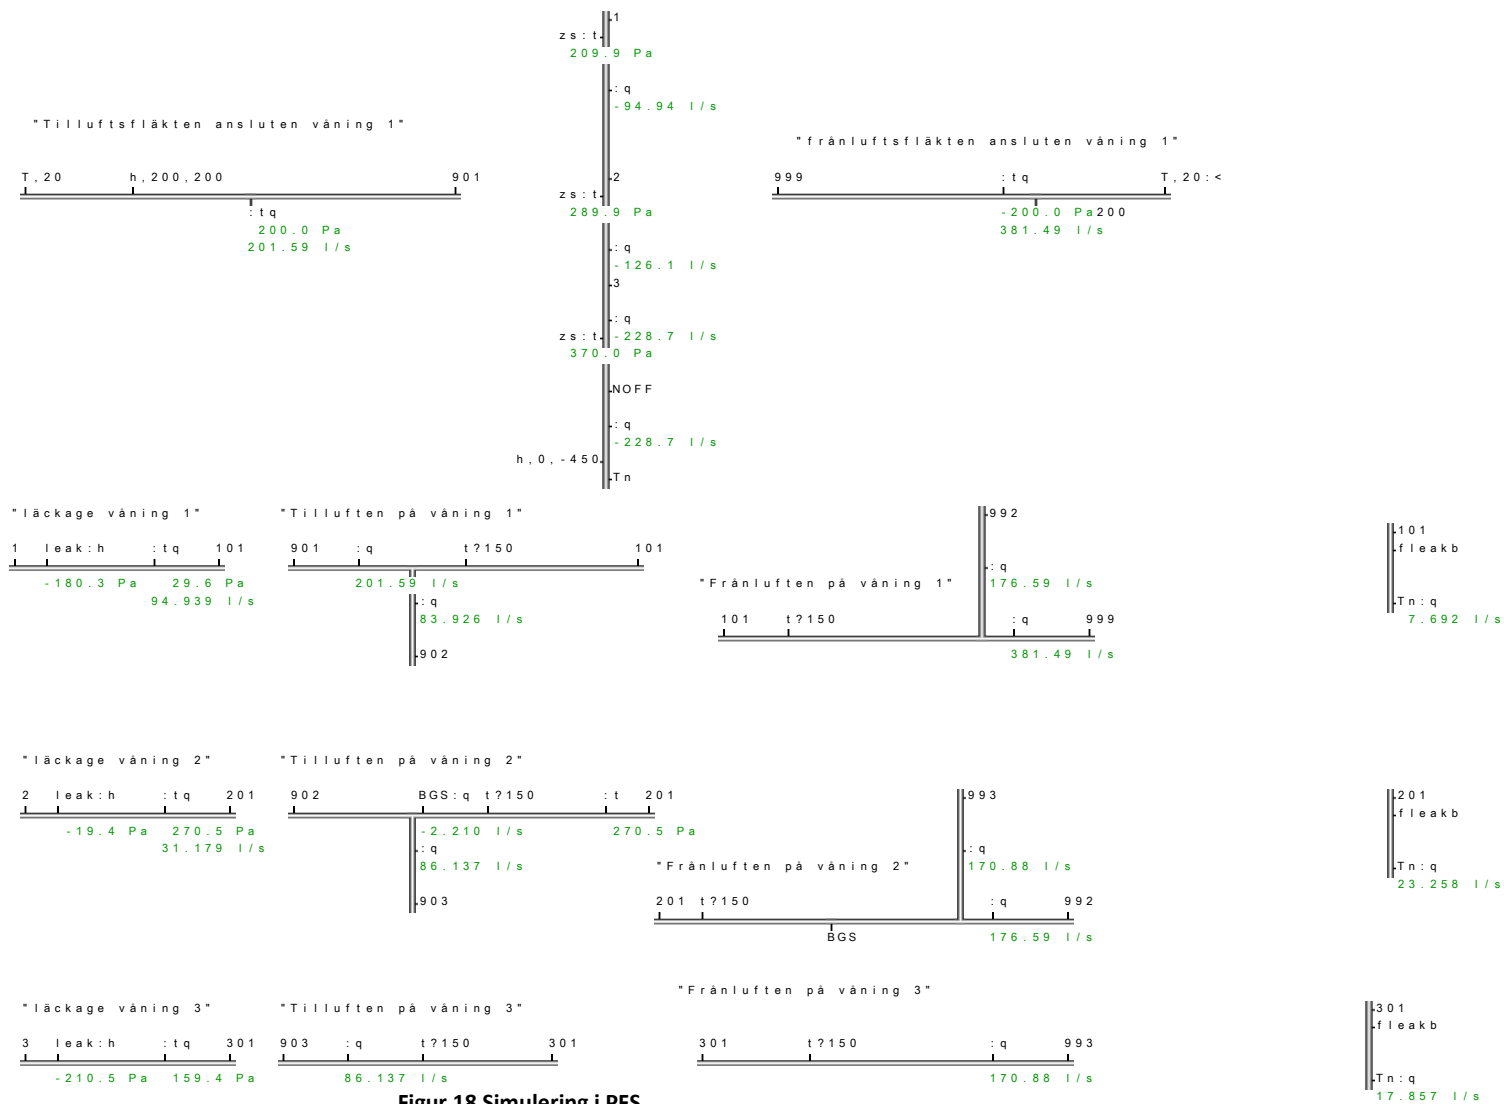 1
zs:t
209.9 Pa
:q
-94.94 l/s
"Tilluftsfläkten ansluten våning 1"
T,20 h,200,200 901
:tq
200.0 Pa
201.59 l/s
2
zs:t
289.9 Pa
:q
-126.1 l/s
3
:q
zs:t -228.7 l/s
370.0 Pa
NOFF
:q
-228.7 l/s
h,0,-450
Tn
"frånluftsfläkten ansluten våning 1"
999 :tq T,20:<
-200.0 Pa200
381.49 l/s
"läckage våning 1"
1 leak:h :tq 101
-180.3 Pa 29.6 Pa
94.939 l/s
"Tilluften på våning 1"
901 :q t?150 101
201.59 l/s
:q
83.926 l/s
902
992
:q
"Frånluften på våning 1" 176.59 l/s
101 t?150 :q 999
381.49 l/s
101
fleakb
Tn:q
7.692 l/s
"läckage våning 2"
2 leak:h :tq 201
-19.4 Pa 270.5 Pa
31.179 l/s
"Tilluften på våning 2"
902 BGS:q t?150 :t 201
-2.210 l/s 270.5 Pa
:q
86.137 l/s
903
993
:q
"Frånluften på våning 2" 170.88 l/s
201 t?150 :q 992
BGS 176.59 l/s
201
fleakb
Tn:q
23.258 l/s
"läckage våning 3"
3 leak:h :tq 301
-210.5 Pa 159.4 Pa
"Tilluften på våning 3"
903 :q t?150 301
86.137 l/s
"Frånluften på våning 3"
301 t?150 :q 993
170.88 l/s
301
fleakb
Tn:q
17.857 l/s
Figur 18 Simulering i PFS